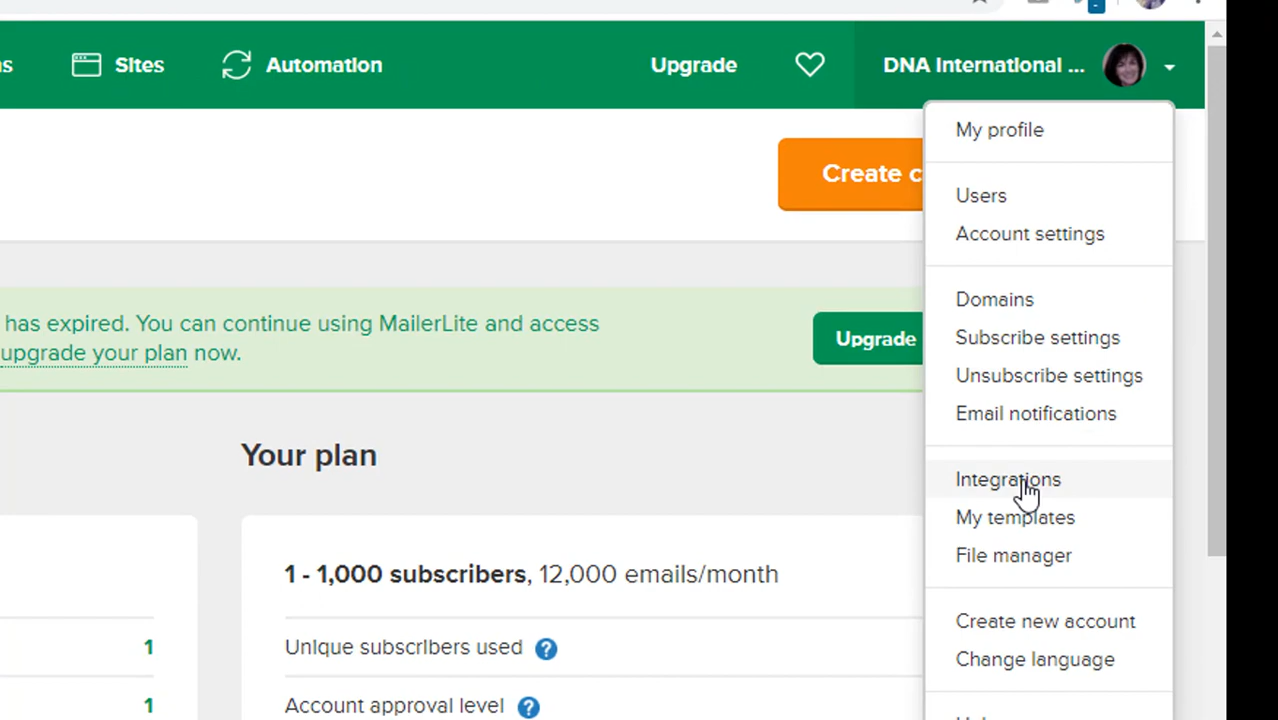 Sites
Automation
Upgrade
DNA International ...
My profile
Create c
Users
Account settings
Domains
has expired. You can continue using MailerLite and access
upgrade your plan now.
Upgrade
Subscribe settings
Unsubscribe settings
Email notifications
Your plan
Integrations
My templates
File manager
1 - 1,000 subscribers, 12,000 emails/month
Create new account
1
Unique subscribers used ?
Change language
1
Account approval level ?